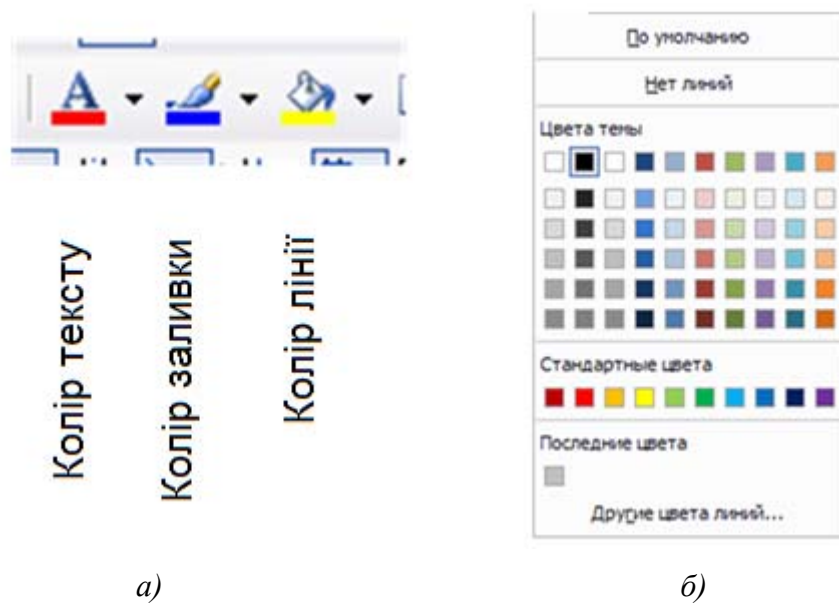 A
Колір тексту
Колір заливки
Колір лінії
а)
По умолчанию
Нет линий
Цвета темы
Стандартные цвета
Последние цвета
Другие цвета линий...
б)